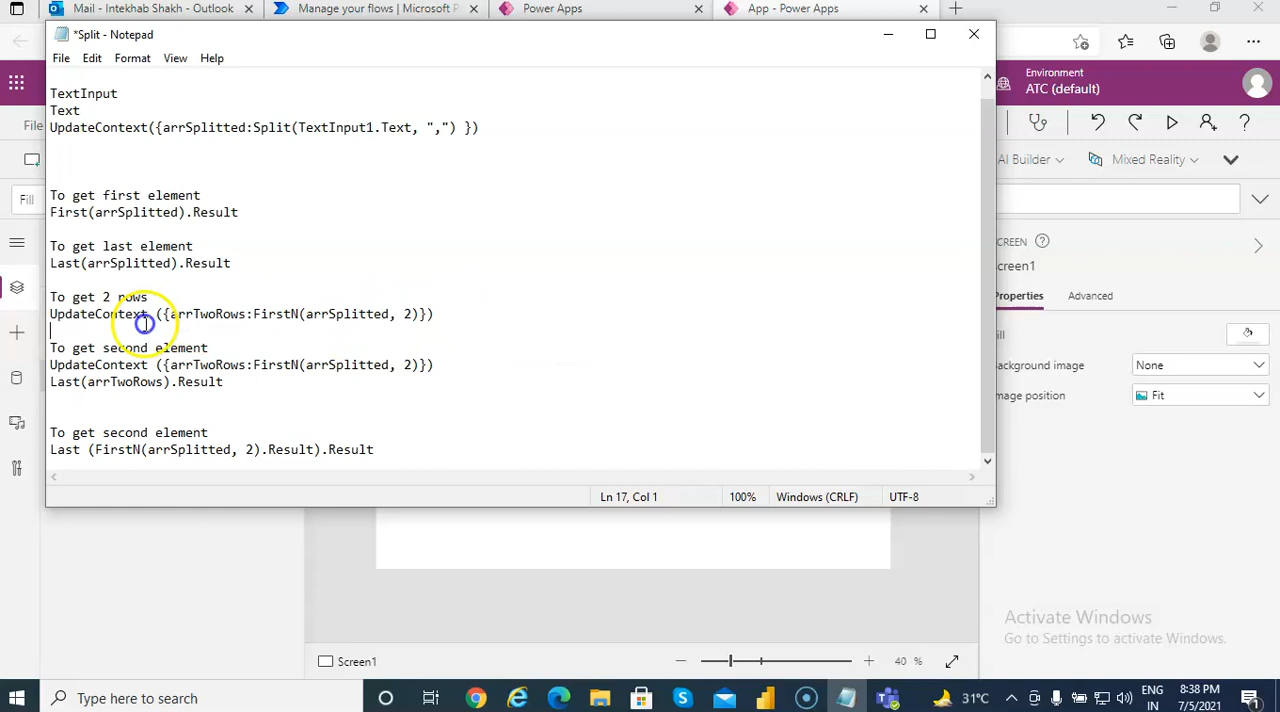 Mail - Intekhab Shakh - Outlook
Manage your flows | Microsoft P
Power Apps
App - Power Apps
*Split - Notepad
File Edit Format View Help
TextInput
Text
UpdateContext({arrSplitted:Split(TextInput1.Text, ",") })
To get first element
First(arrSplitted).Result
To get last element
Last(arrSplitted).Result
To get 2 rows
UpdateContext ({arrTwoRows:FirstN(arrSplitted, 2)})
To get second element
UpdateContext ({arrTwoRows:FirstN(arrSplitted, 2)})
Last(arrTwoRows).Result
To get second element
Last (FirstN(arrSplitted, 2).Result).Result
Ln 17, Col 1 100% Windows (CRLF) UTF-8
Environment
ATC (default)
File
AI Builder Mixed Reality
Fill
CREEN
creen1
Properties Advanced
ill
ackground image None
mage position Fit
Activate Windows
Go to Settings to activate Windows.
Screen1 40 %
Type here to search
31°C
ENG
IN
8:38 PM
7/5/2021
1